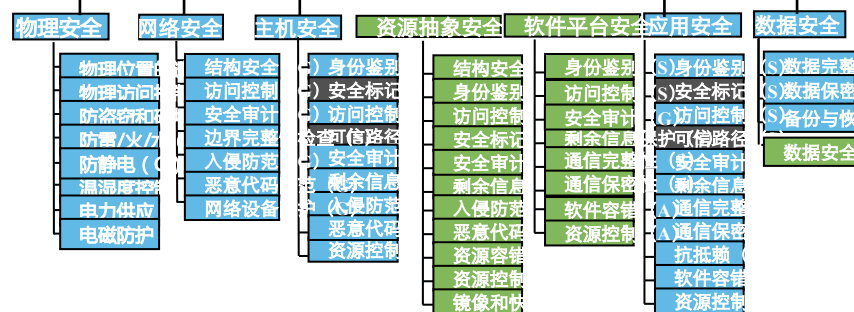 物理安全
网络安全
主机安全
资源抽象安全
软件平台安全
应用安全
数据安全
物理位置
物理访问
防盗窃和
防雷/火/
防静电（
温湿度控制
电力供应
电磁防护
结构安全
访问控制
安全审计
边界完整 检查（S）
入侵防范
恶意代码 范（
网络设备 护（
身份鉴别
安全标记
访问控制
可信路径
安全审计
剩余信息
入侵防范
恶意代码
资源控制
结构安全
身份鉴别
访问控制
安全标记
安全审计
剩余信息
入侵防范
恶意代码
资源容错
资源控制
镜像和快
身份鉴别（S）
访问控制（S）
安全审计（G）
剩余信息保护（
通信完整
通信保密
软件容错（A）
资源控制（A）
身份鉴别（S）
安全标记（S）
访问控制（S）
可信路径
安全审计
剩余信息
通信完整
通信保密
抗抵赖（
软件容错
资源控制
数据完整
数据保密
备份与恢
数据安全